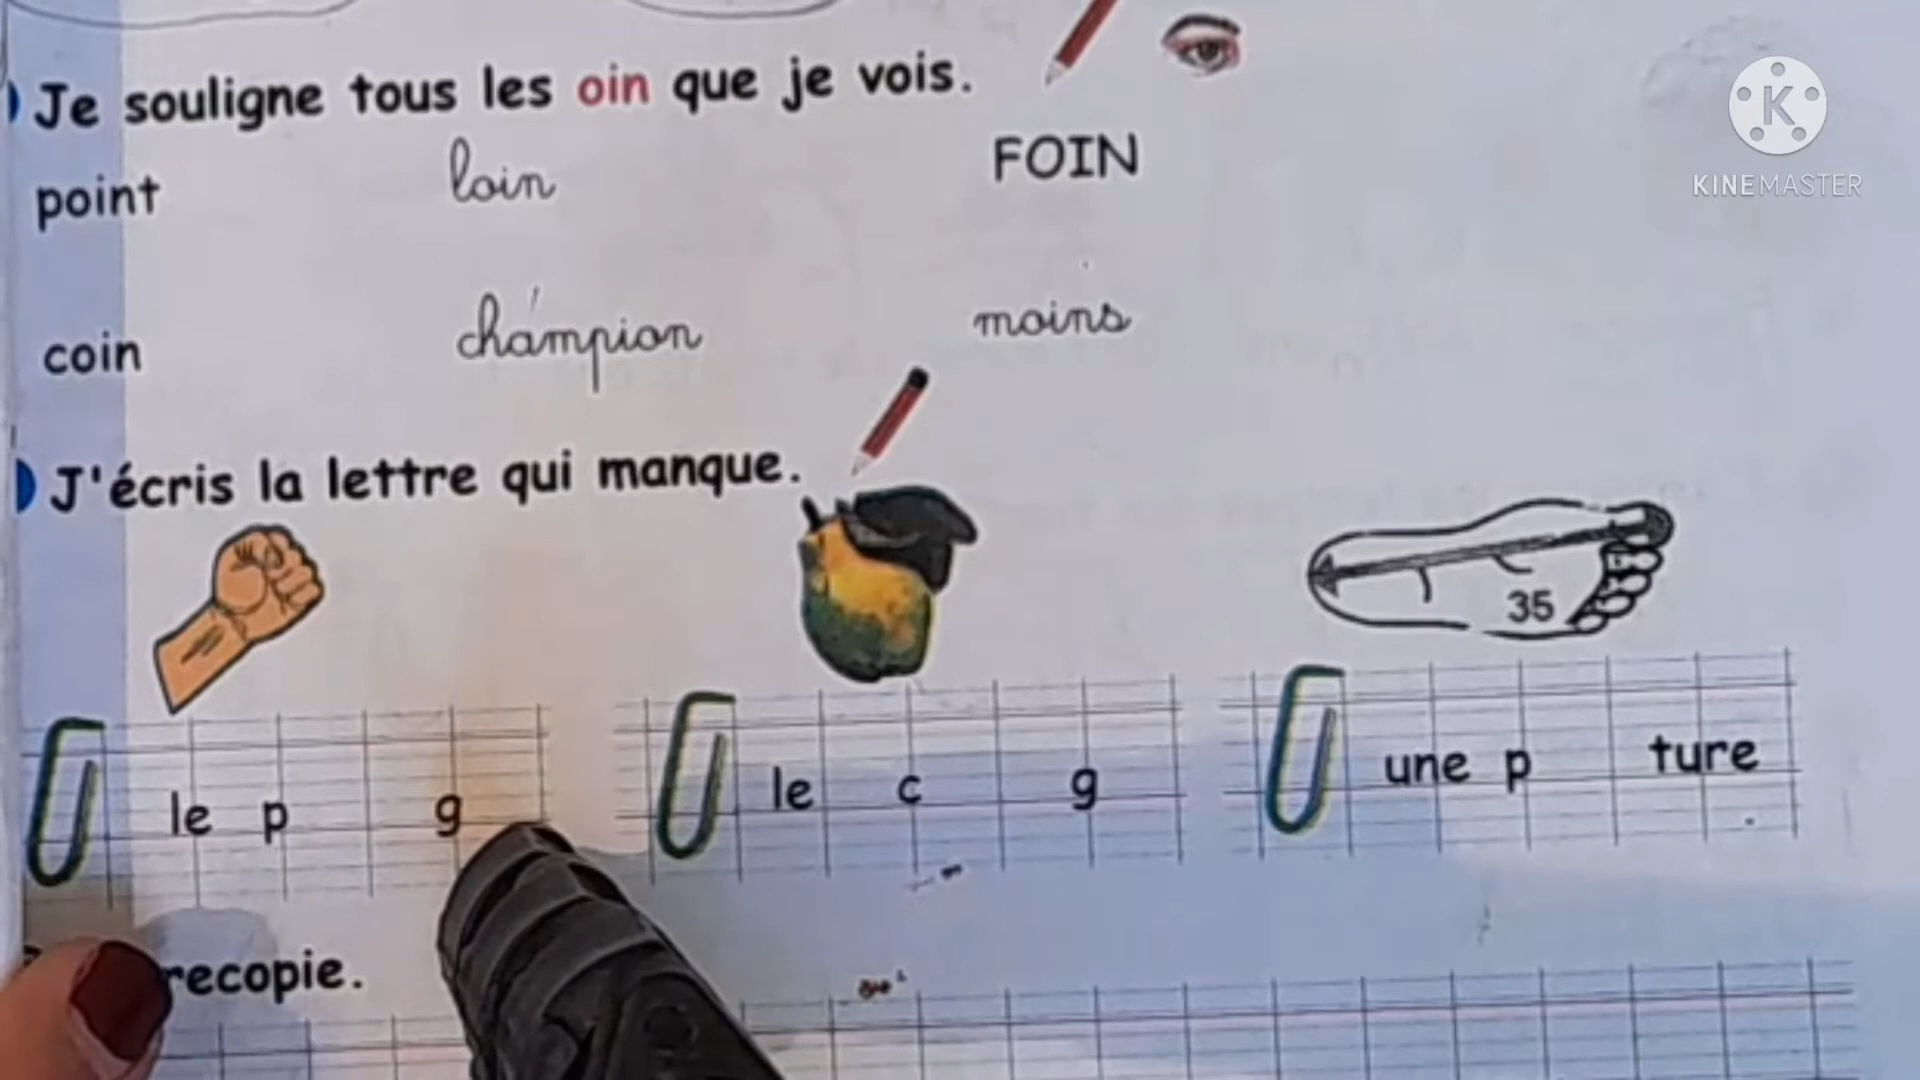 Je souligne tous les oin que je vois.
KINEMASTER
point loin FOIN
coin champion moins
J'écris la lettre qui manque.
35
le p g le c g une p ture
recopie.